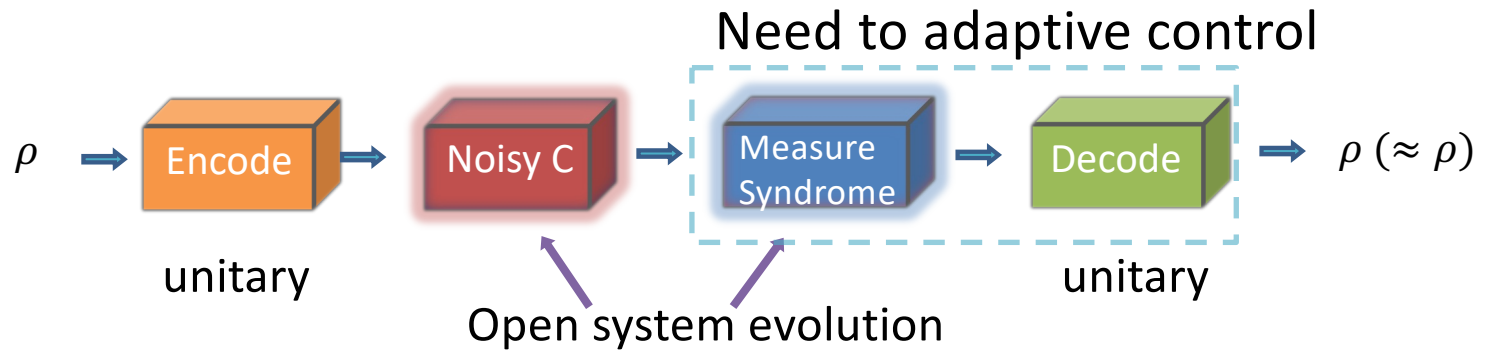 Need to adaptive control
ρ
Encode
Noisy C
Measure
Syndrome
Decode
ρ (≈ ρ)
unitary
unitary
Open system evolution